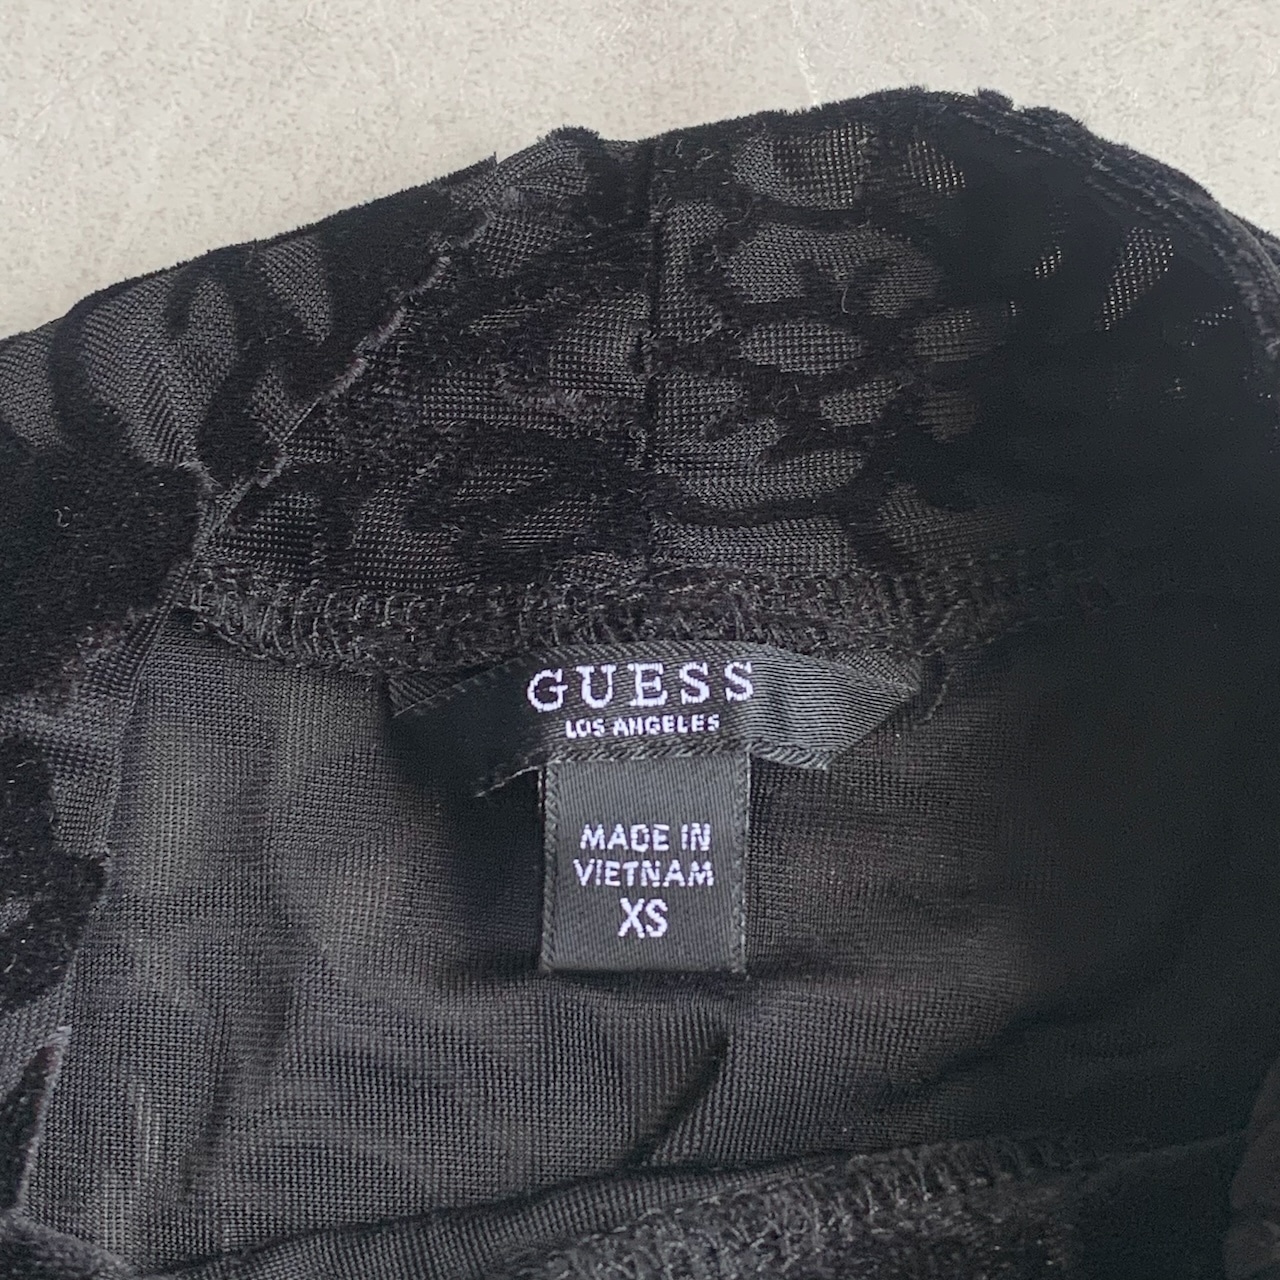 GUESS
LOS ANGELES
MADE IN
VIETNAM
XS